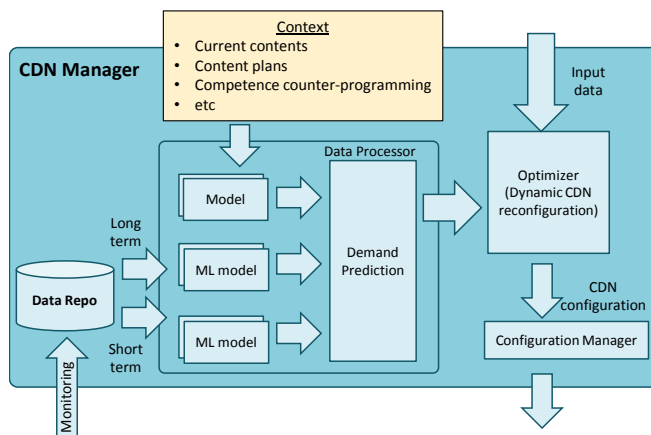 Context
• Current contents
• Content plans
• Competence counter-programming
• etc
CDN Manager
Input
data
Data Processor
Model
Optimizer
(Dynamic CDN
reconfiguration)
Long
term
ML model
Demand
Prediction
Data Repo
CDN
configuration
ML model
Configuration Manager
Short
term
Monitoring